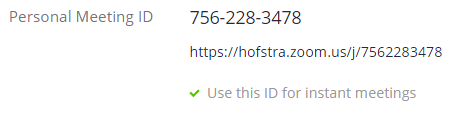 Personal Meeting ID 756-228-3478
https://hofstra.zoom.us/j/7562283478
Use this ID for instant meetings